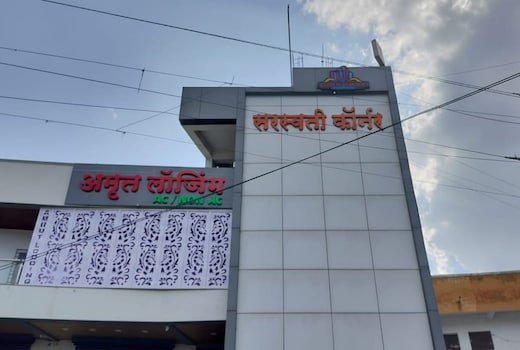 सरस्वती कॉर्नर
अमृत लॉजिंग
AC / Non AC